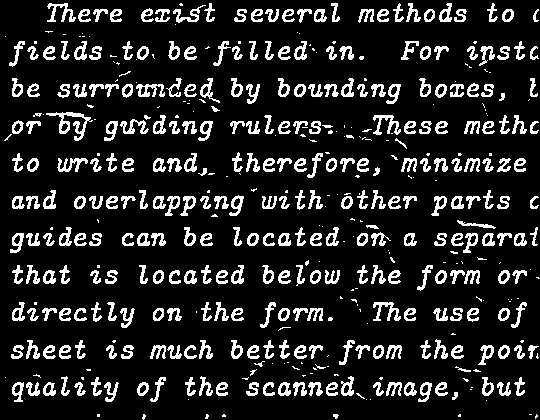 There exist several methods to
fields to be filled in. For insta
be surrounded by bounding boxes,
or by guiding rulers. These metho
to write and, therefore, minimize
and overlapping with other parts
guides can be located on a separat
that is located below the form or
directly on the form. The use of
sheet is much better from the poin
quality of the scanned image, but